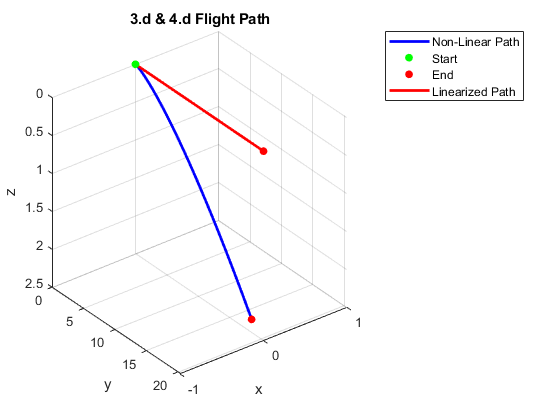 3.d & 4.d Flight Path
Non-Linear Path
Start
End
Linearized Path
0
0.5
1
1.5
2
2.5
z
0
5
10
15
20
y
-1
0
1
x